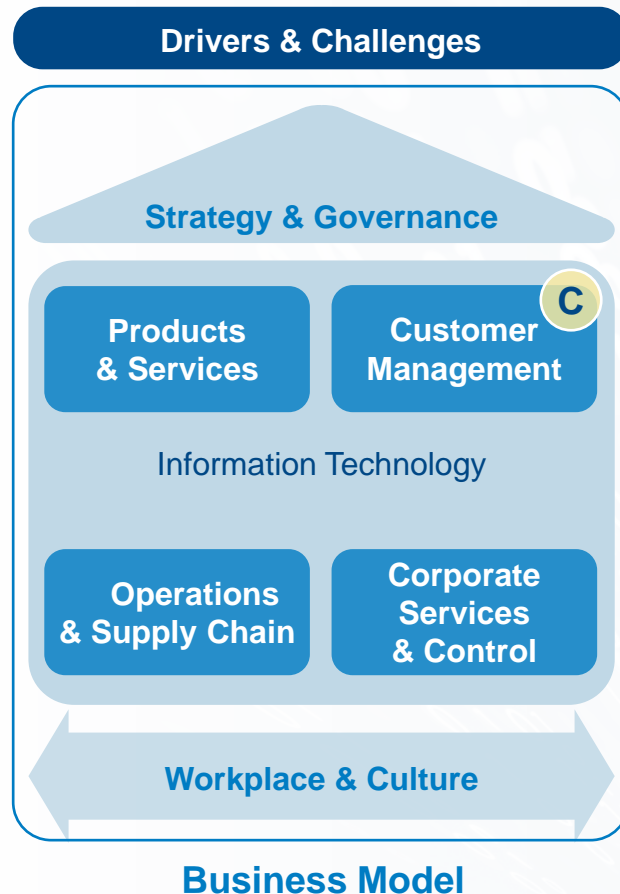 Drivers & Challenges
Strategy & Governance
C
Products
& Services
Customer
Management
Information Technology
Operations
& Supply Chain
Corporate
Services
& Control
Workplace & Culture
Business Model